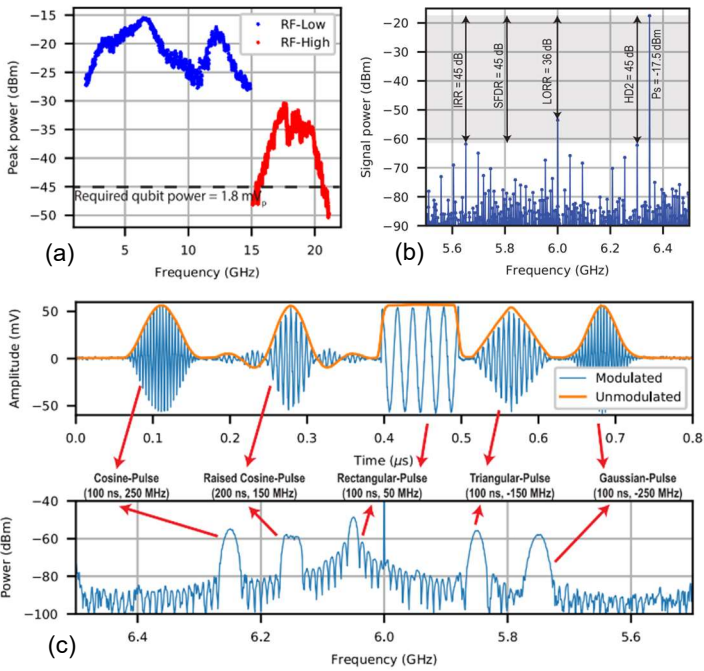 −15
−20
−25
−30
−35
−40
−45
−50
Peak power (dBm)
RF-Low
RF-High
Required qubit power = 1.8 mVp
5
10
15
20
Frequency (GHz)
(a)
−20
−30
−40
−50
−60
−70
−80
−90
Signal power (dBm)
IRR = 45 dB
SFDR = 45 dB
LORR = 36 dB
HD2 = 45 dB
Ps = -17.5 dBm
5.6
5.8
6.0
6.2
6.4
Frequency (GHz)
(b)
50
0
−50
Amplitude (mV)
Modulated
Unmodulated
0.0
0.1
0.2
0.3
0.4
0.5
0.6
0.7
0.8
Time (μs)
Cosine-Pulse
(100 ns, 250 MHz)
Raised Cosine-Pulse
(200 ns, 150 MHz)
Rectangular-Pulse
(100 ns, 50 MHz)
Triangular-Pulse
(100 ns, -150 MHz)
Gaussian-Pulse
(100 ns, -250 MHz)
−40
−60
−80
−100
Power (dBm)
6.4
6.2
6.0
5.8
5.6
Frequency (GHz)
(c)